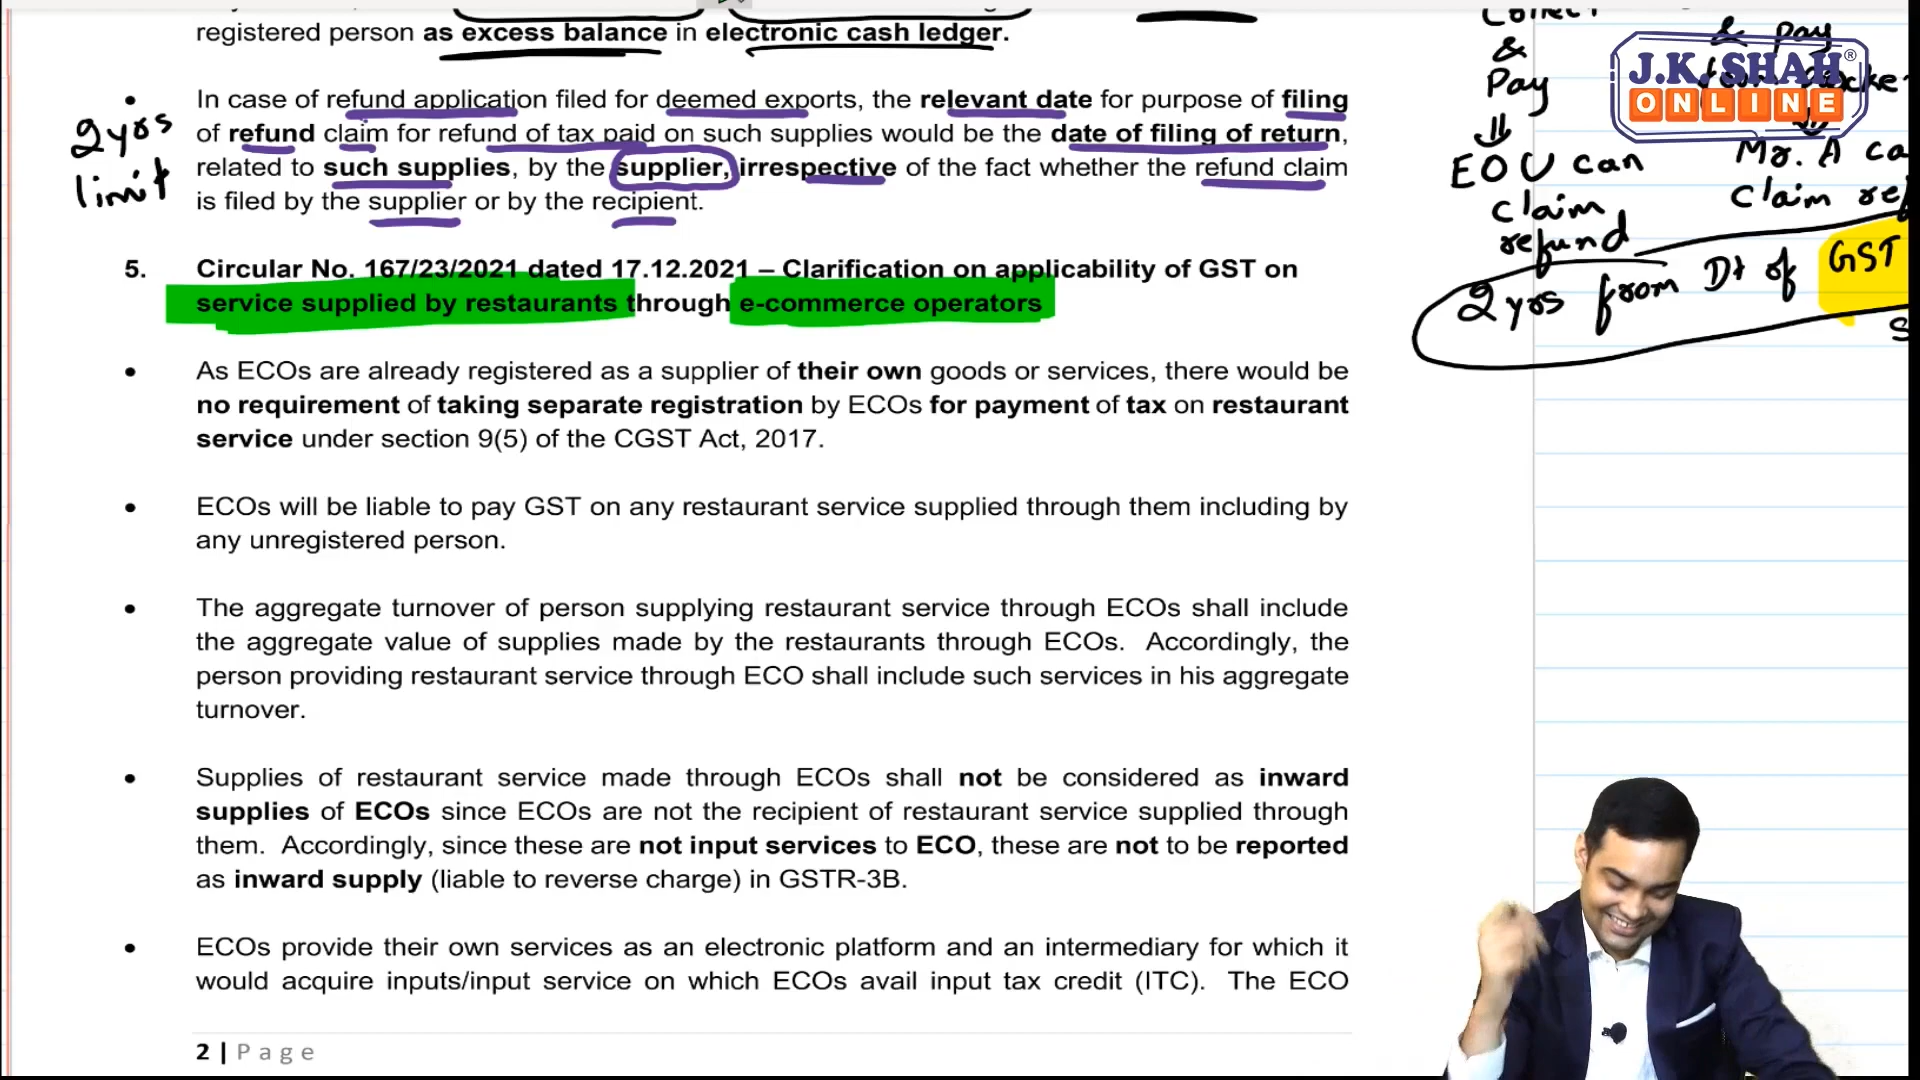 registered person as excess balance in electronic cash ledger.
• In case of refund application filed for deemed exports, the relevant date for purpose of filing
of refund claim for refund of tax paid on such supplies would be the date of filing of return,
related to such supplies, by the supplier, irrespective of the fact whether the refund claim
is filed by the supplier or by the recipient.
2 yrs
limit
5. Circular No. 167/23/2021 dated 17.12.2021 – Clarification on applicability of GST on
service supplied by restaurants through e-commerce operators
• As ECOs are already registered as a supplier of their own goods or services, there would be
no requirement of taking separate registration by ECOs for payment of tax on restaurant
service under section 9(5) of the CGST Act, 2017.
• ECOs will be liable to pay GST on any restaurant service supplied through them including by
any unregistered person.
• The aggregate turnover of person supplying restaurant service through ECOs shall include
the aggregate value of supplies made by the restaurants through ECOs. Accordingly, the
person providing restaurant service through ECO shall include such services in his aggregate
turnover.
• Supplies of restaurant service made through ECOs shall not be considered as inward
supplies of ECOs since ECOs are not the recipient of restaurant service supplied through
them. Accordingly, since these are not input services to ECO, these are not to be reported
as inward supply (liable to reverse charge) in GSTR-3B.
• ECOs provide their own services as an electronic platform and an intermediary for which it
would acquire inputs/input service on which ECOs avail input tax credit (ITC). The ECO
2 | Page
Collect
&
Pay
EOU can
claim
refund
& pay
Mr. A ca
claim ref
2 yrs from Dt of GST
J.K. SHAH®
ONLINE